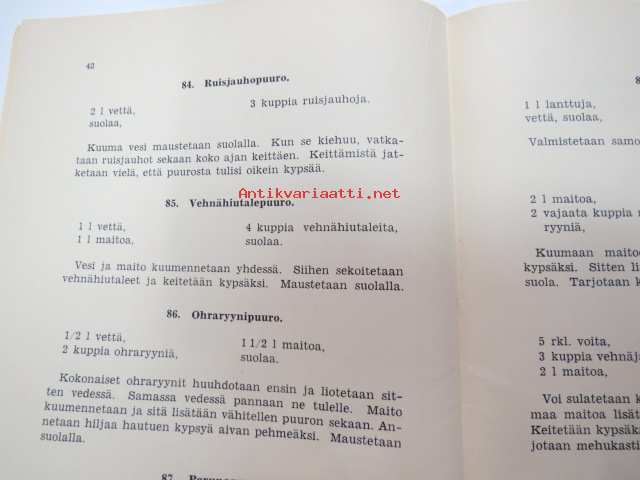 42
84. Ruisjauhopuuro.
2 l vettä,
suolaa,
3 kuppia ruisjauhoja.
Kuuma vesi maustetaan suolalla. Kun se kiehuu, vatka-
taan ruisjauhot sekaan koko ajan keittäen. Keittämistä jat-
ketaan vielä, että puurosta tulisi oikein kypsää.
Antikvariaatti.net
85. Vehnähiutalepuuro.
1 l vettä,
1 l maitoa,
4 kuppia vehnähiutaleita,
suolaa.
Vesi ja maito kuumennetaan yhdessä. Siihen sekoitetaan
vehnähiutaleet ja keitetään kypsäksi. Maustetaan suolalla.
86. Ohraryynipuuro.
1/2 l vettä,
2 kuppia ohraryyniä,
1 1/2 l maitoa,
suolaa.
Kokonaiset ohraryynit huuhdotaan ensin ja liotetaan sit-
ten vedessä. Samassa vedessä pannaan ne tulelle. Maito
kuumennetaan ja sitä lisätään vähitellen puuron sekaan. An-
netaan hiljaa hautuen kypsyä aivan pehmeäksi. Maustetaan
suolalla.
87.
1 l lanttuja,
vettä, suolaa,
Valmistetaan samo
2 l maitoa,
2 vajaata kuppia
ryyniä,
Kuumaan maito
kypsäksi. Sitten li
suola. Tarjotaan k
5 rkl. voita,
3 kuppia vehnäj
2 l maitoa,
Voi sulatetaan k
maa maitoa lisät
Keitetään kypsäk
jotaan mehukasti